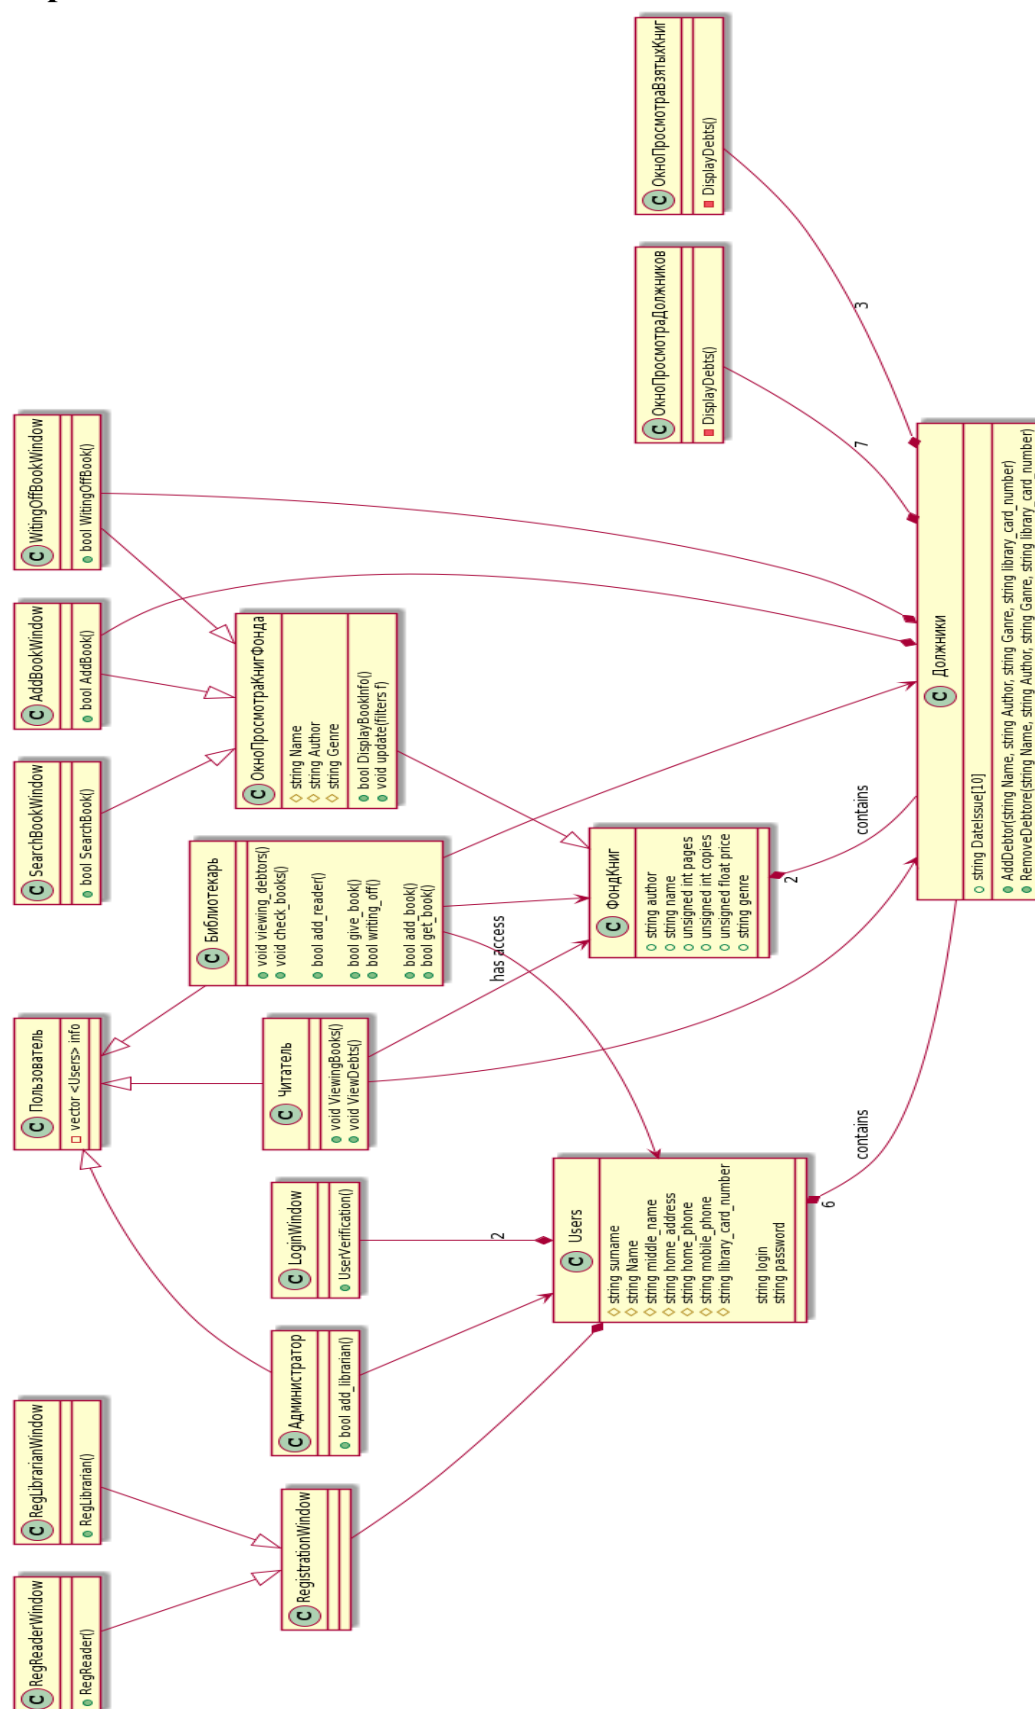 C RegReaderWindow
RegReader()
C RegLibrarianWindow
RegLibrarian()
C Пользователь
vector <Users> info
C SearchBookWindow
bool SearchBook()
C AddBookWindow
bool AddBook()
C WitingOffBookWindow
bool WitingOffBook()
C RegistrationWindow
C Администратор
bool add_librarian()
C LoginWindow
UserVerification()
C Читатель
void ViewingBooks()
void ViewDebts()
C Библиотекарь
void viewing_debtors()
void check_books()
bool add_reader()
bool give_book()
bool writing_off()
bool add_book()
bool get_book()
C ОкноПросмотраКнигФонда
string Name
string Author
string Genre
bool DisplayBookInfo()
void update(filters f)
2
has access
C Users
string surname
string Name
string middle_name
string home_address
string home_phone
string mobile_phone
string library_card_number
string login
string password
C ФондКниг
string author
string name
unsigned int pages
unsigned int copies
unsigned float price
string genre
C ОкноПросмотраДолжников
DisplayDebts()
C ОкноПросмотраВзятыхКниг
DisplayDebts()
6
contains
2
contains
7
3
C Должники
string DateIssue[10]
AddDebtor(string Name, string Author, string Ganre, string library_card_number)
RemoveDebtore(string Name, string Author, string Ganre, string library_card_number)